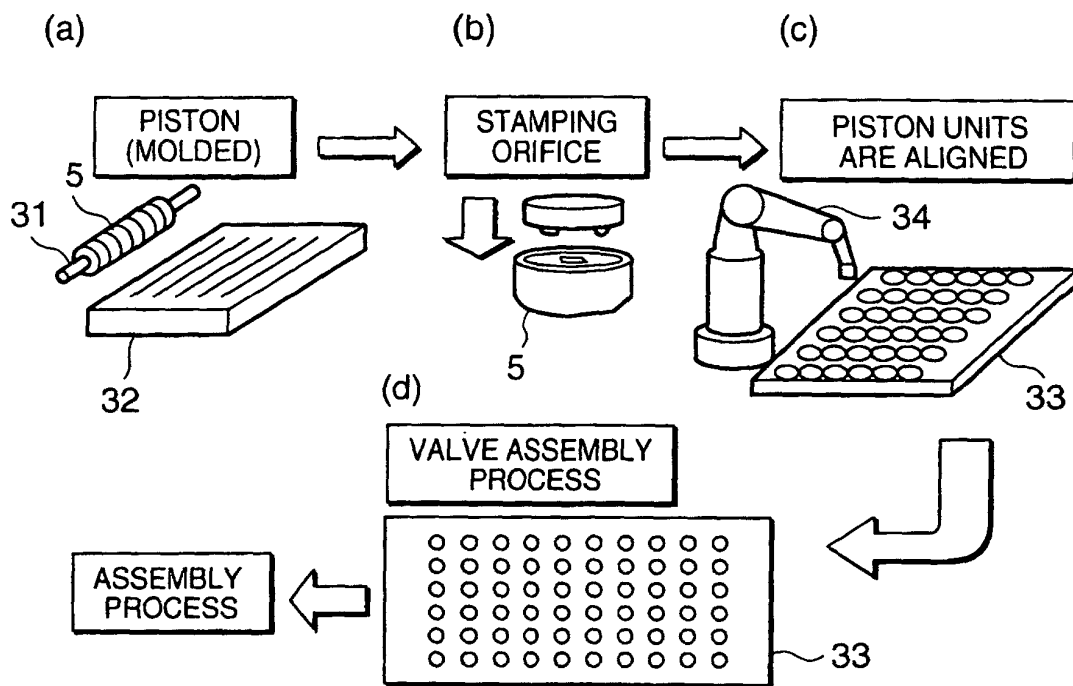 (a)
(b)
(c)
PISTON
(MOLDED)
STAMPING
ORIFICE
PISTON UNITS
ARE ALIGNED
5
31
32
5
34
33
(d)
VALVE ASSEMBLY
PROCESS
ASSEMBLY
PROCESS
33